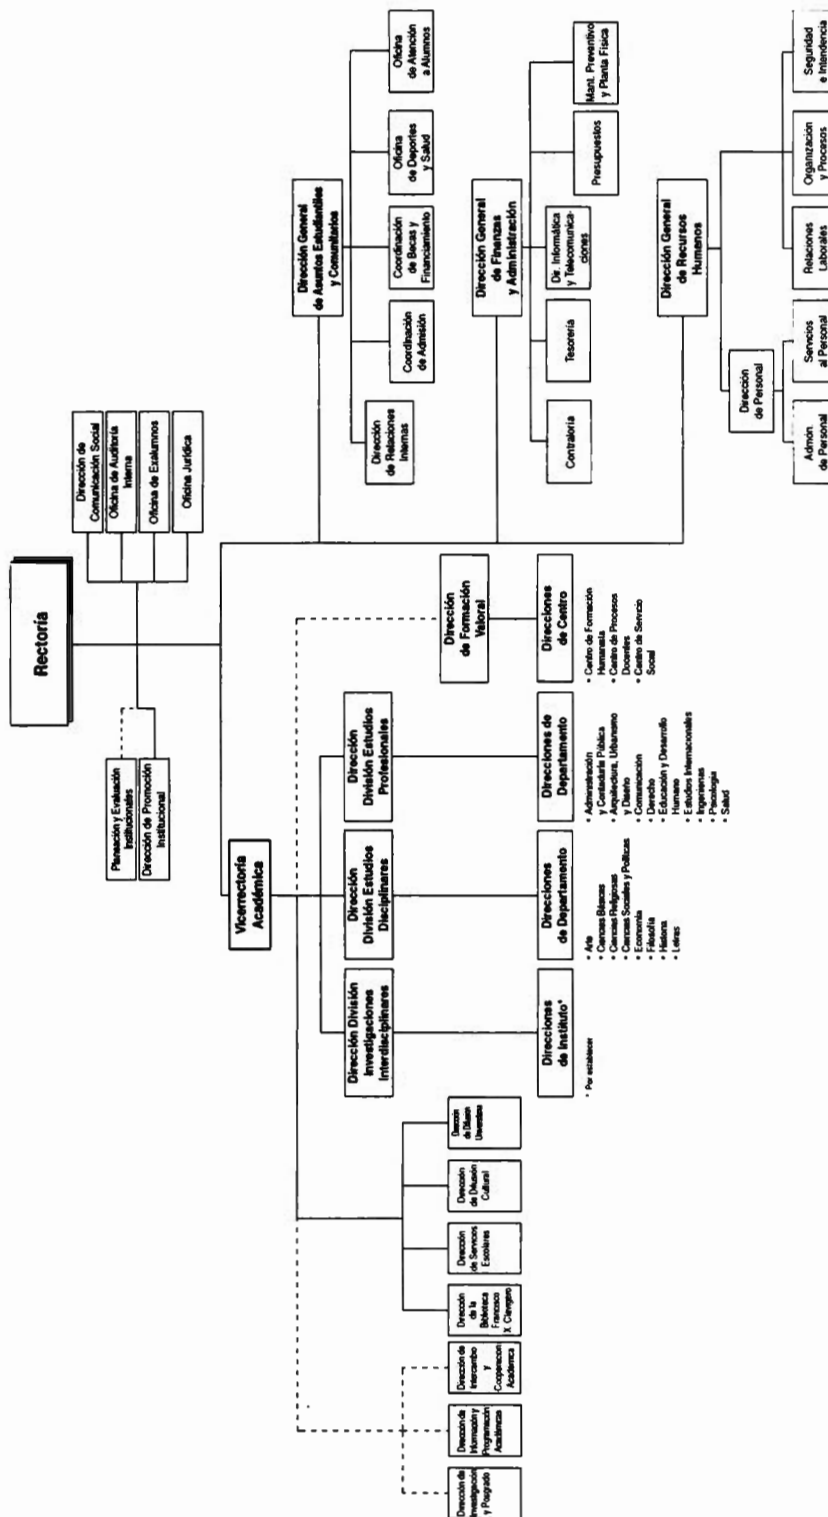 Rectoría
Planeación y Evaluación
Institucionales
Dirección de Promoción
Institucional
Dirección de
Comunicación Social
Oficina de Auditoría
Interna
Oficina de Exalumnos
Oficina Jurídica
Vicerrectoría
Académica
Dirección General
de Asuntos Estudiantiles
y Comunitarios
Dirección
de Relaciones
Internas
Coordinación
de Admisión
Coordinación
de Becas y
Financiamiento
Oficina
de Deportes
y Salud
Oficina
de Atención
a Alumnos
Dirección General
de Finanzas
y Administración
Contraloría
Tesorería
Dir. Informática
y Telecomunica-
ciones
Presupuestos
Mant. Preventivo
y Planta Física
Dirección General
de Recursos
Humanos
Dirección
de Personal
Admón.
de Personal
Servicios
al Personal
Relaciones
Laborales
Organización
y Procesos
Seguridad
e Intendencia
Dirección División
Investigaciones
Interdisciplinares
Dirección
División Estudios
Disciplinares
Dirección
División Estudios
Profesionales
Dirección
de Formación
Valoral
Direcciones
de Instituto*
* Por establecer
Direcciones
de Departamento
• Arte
• Ciencias Básicas
• Ciencias Religiosas
• Ciencias Sociales y Políticas
• Economía
• Filosofía
• Historia
• Letras
Direcciones de
Departamento
• Administración
y Contaduría Pública
• Arquitectura, Urbanismo
y Diseño
• Comunicación
• Derecho
• Educación y Desarrollo
Humano
• Estudios Internacionales
• Ingenierías
• Psicología
• Salud
Direcciones
de Centro
• Centro de Formación
Humanista
• Centro de Procesos
Docentes
• Centro de Servicio
Social
Dirección de
Investigación
y Posgrado
Dirección de
Información y
Programación
Académicas
Dirección de
Intercambio
y
Cooperación
Académica
Dirección
de la
Biblioteca
Francisco
X. Clavigero
Dirección
de Servicios
Escolares
Dirección
de Difusión
Cultural
Dirección
de Difusión
Universitaria